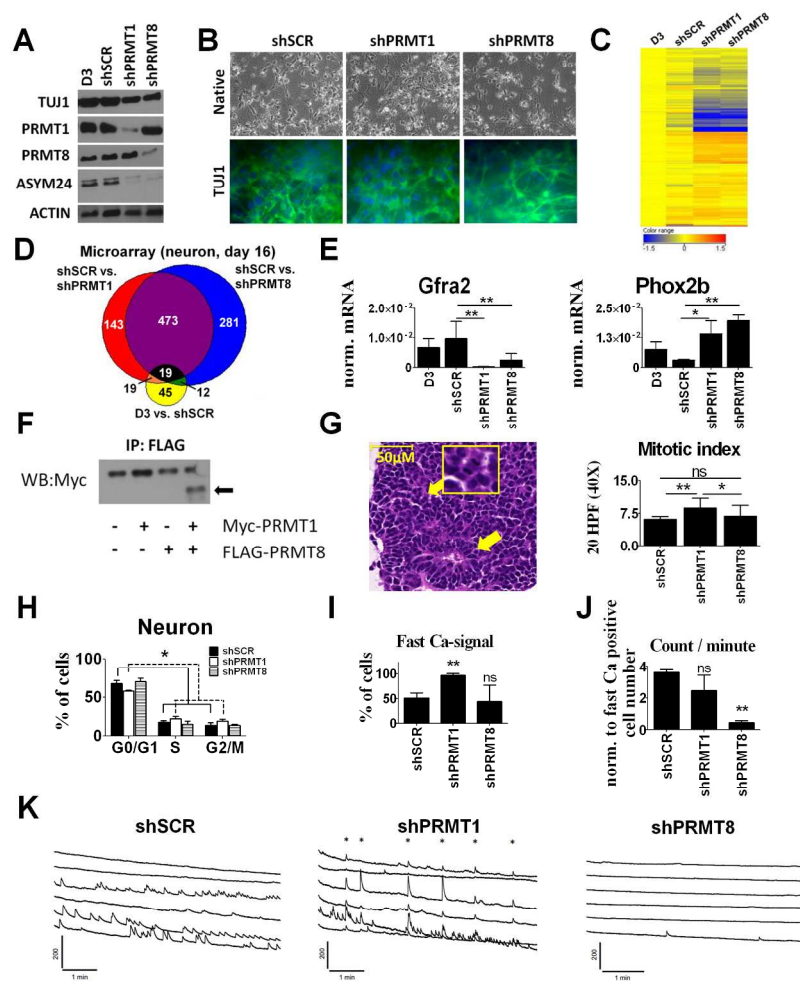 A
D3
shSCR
shPRMT1
shPRMT8
TUJ1
PRMT1
PRMT8
ASYM24
ACTIN
B
shSCR shPRMT1 shPRMT8
Native
TUJ1
C
D3
shSCR
shPRMT1
shPRMT8
Color range
-1.5 0 1.5
D
Microarray (neuron, day 16)
shSCR vs. shSCR vs.
shPRMT1 shPRMT8
143 473 281
19
19 45 12
D3 vs. shSCR
E
Gfra2
norm. mRNA
2.0×10⁻²
1.0×10⁻²
0
**
**
D3
shSCR
shPRMT1
shPRMT8
Phox2b
norm. mRNA
2.5×10⁻²
1.3×10⁻²
0
**
*
D3
shSCR
shPRMT1
shPRMT8
F
IP: FLAG
WB:Myc
- + - + Myc-PRMT1
- - + + FLAG-PRMT8
G
50µM
Mitotic index
20 HPF (40X)
15.0
7.5
0.0
ns
** *
shSCR
shPRMT1
shPRMT8
H
Neuron
% of cells
100
50
0
*
shSCR
shPRMT1
shPRMT8
G0/G1 S G2/M
I
Fast Ca-signal
% of cells
100
50
0
**
ns
shSCR
shPRMT1
shPRMT8
J
Count / minute
norm. to fast Ca positive
cell number
4
2
0
ns
**
shSCR
shPRMT1
shPRMT8
K
shSCR shPRMT1 shPRMT8
* * * * * *
200
1 min
200
1 min
200
1 min